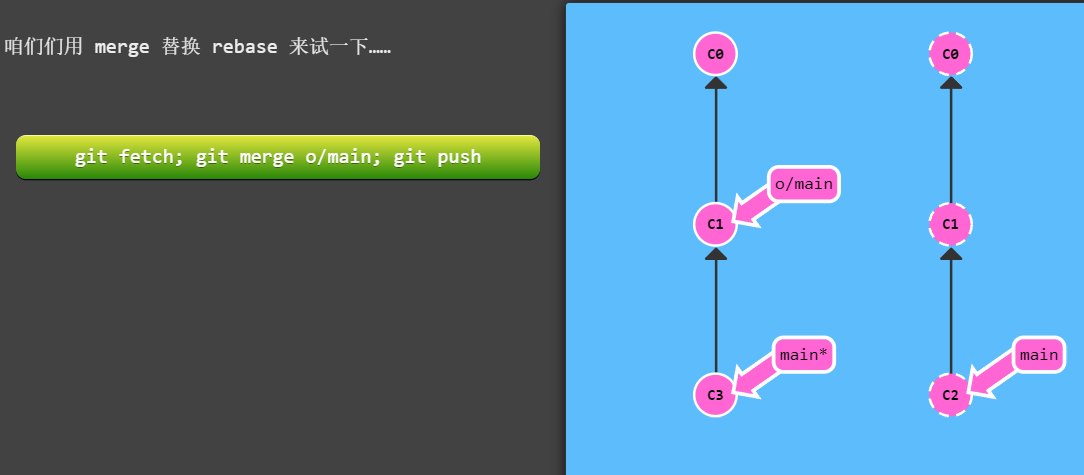 咱们们用 merge 替换 rebase 来试一下……
git fetch; git merge o/main; git push
C0
C0
o/main
C1
C1
main*
main
C3
C2